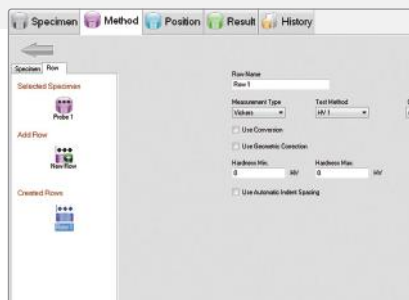 Specimen Method Position Result History
Specimen Row
Selected Specimen
Probe 1
Add Row
New Row
Created Rows
Row 1
Row Name
Row 1
Measurement Type Test Method
Vickers HV 1
Use Conversion
Use Geometric Correction
Hardness Min. Hardness Max.
0 HV 0 HV
Use Automatic Indent Spacing